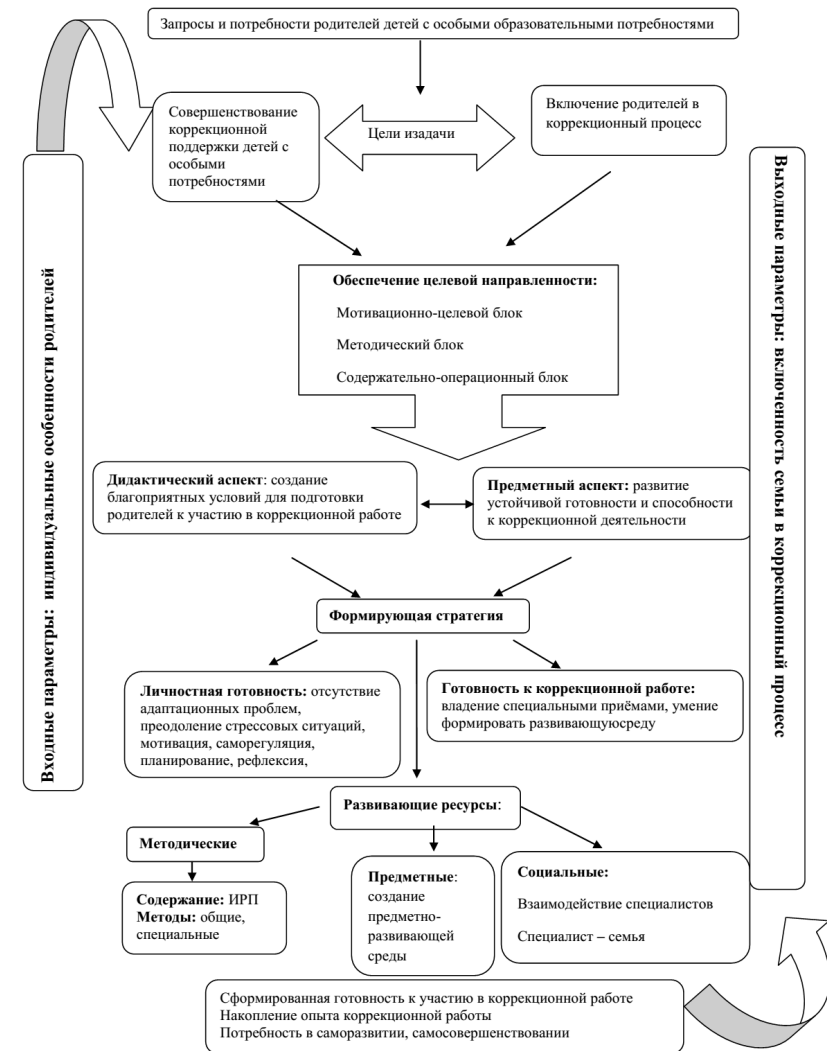 Запросы и потребности родителей детей с особыми образовательными потребностями
Совершенствование
коррекционной
поддержки детей с
особыми
потребностями
Цели изадачи
Включение родителей в
коррекционный процесс
Входные параметры: индивидуальные особенности родителей
Выходные параметры: включенность семьи в коррекционный
процесс
Обеспечение целевой направленности:
Мотивационно-целевой блок
Методический блок
Содержательно-операционный блок
Дидактический аспект: создание
благоприятных условий для подготовки
родителей к участию в коррекционной работе
Предметный аспект: развитие
устойчивой готовности и способности
к коррекционной деятельности
Формирующая стратегия
Личностная готовность: отсутствие
адаптационных проблем,
преодоление стрессовых ситуаций,
мотивация, саморегуляция,
планирование, рефлексия,
Готовность к коррекционной работе:
владение специальными приёмами, умение
формировать развивающуюсреду
Развивающие ресурсы:
Методические
Содержание: ИРП
Методы: общие,
специальные
Предметные:
создание
предметно-
развивающей
среды
Социальные:
Взаимодействие специалистов
Специалист – семья
Сформированная готовность к участию в коррекционной работе
Накопление опыта коррекционной работы
Потребность в саморазвитии, самосовершенствовании